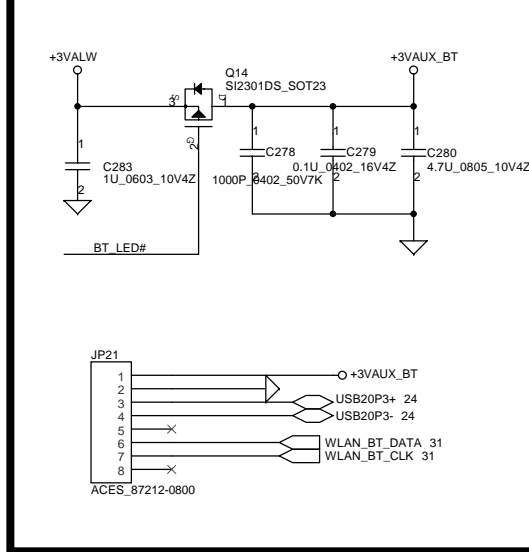 +3VALW
+3VAUX_BT
Q14
SI2301DS_SOT23
S
D
3
1
G
2
1
1
1
1
C283
1U_0603_10V4Z
2
C278
1000P_0402_50V7K
2
C279
0.1U_0402_16V4Z
2
C280
4.7U_0805_10V4Z
2
BT_LED#
JP21
1
+3VAUX_BT
2
3
USB20P3+ 24
4
USB20P3- 24
5
6
WLAN_BT_DATA 31
7
WLAN_BT_CLK 31
8
ACES_87212-0800